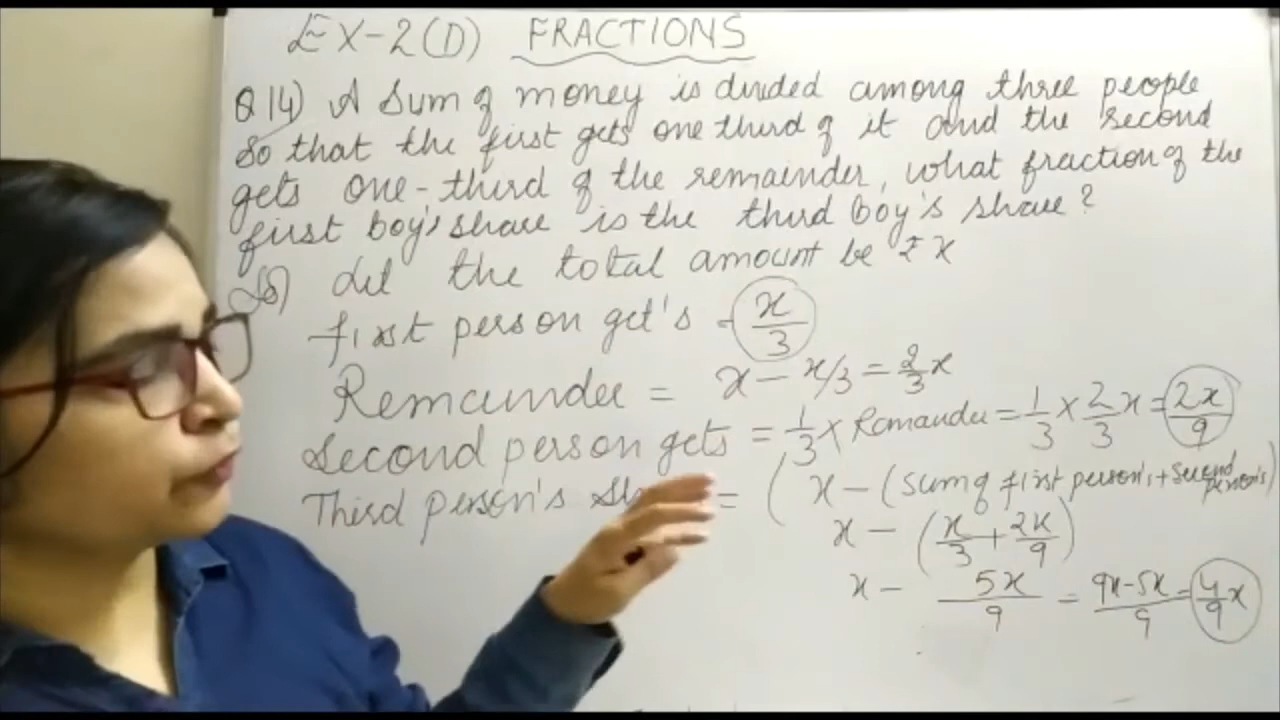 EX-2(D) FRACTIONS
Q14) A sum of money is divided among three people
so that the first gets one third of it and the second
gets one-third of the remainder, what fraction of the
first boy's share is the third boy's share?
Sol) Let the total amount be ₹ x
first person get's - x/3
Remainder = x - x/3 = 2/3 x
Second person gets = 1/3 × Remainder = 1/3 × 2/3 x = 2x/9
Third person's = ( x - (sum of first person's + second person's)
x - (x/3 + 2x/9)
x - 5x/9 = 9x-5x/9 = 4/9 x